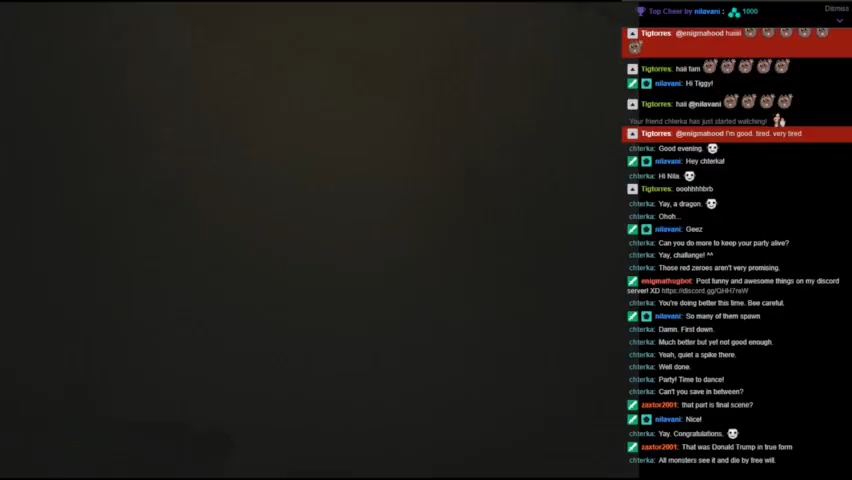 Top Cheer by nilavani : 1000
Dismiss
Tigtorres: @enigmahood haiiii
Tigtorres: haii fam
nilavani: Hi Tiggy!
Tigtorres: haii @nilavani
Your friend chterka has just started watching!
Tigtorres: @enigmahood I'm good. tired. very tired
chterka: Good evening.
nilavani: Hey chterka!
chterka: Hi Nila.
Tigtorres: ooohhhhbrb
chterka: Yay, a dragon.
chterka: Ohoh...
nilavani: Geez
chterka: Can you do more to keep your party alive?
chterka: Yay, challange! ^^
chterka: Those red zeroes aren't very promising.
enigmathugbot: Post funny and awesome things on my discord
server! XD https://discord.gg/QHH7reW
chterka: You're doing better this time. Bee careful.
nilavani: So many of them spawn
chterka: Damn. First down.
chterka: Much better but yet not good enough.
chterka: Yeah, quiet a spike there.
chterka: Well done.
chterka: Party! Time to dance!
chterka: Can't you save in between?
zaxtor2001: that part is final scene?
nilavani: Nice!
chterka: Yay. Congratulations.
zaxtor2001: That was Donald Trump in true form
chterka: All monsters see it and die by free will.